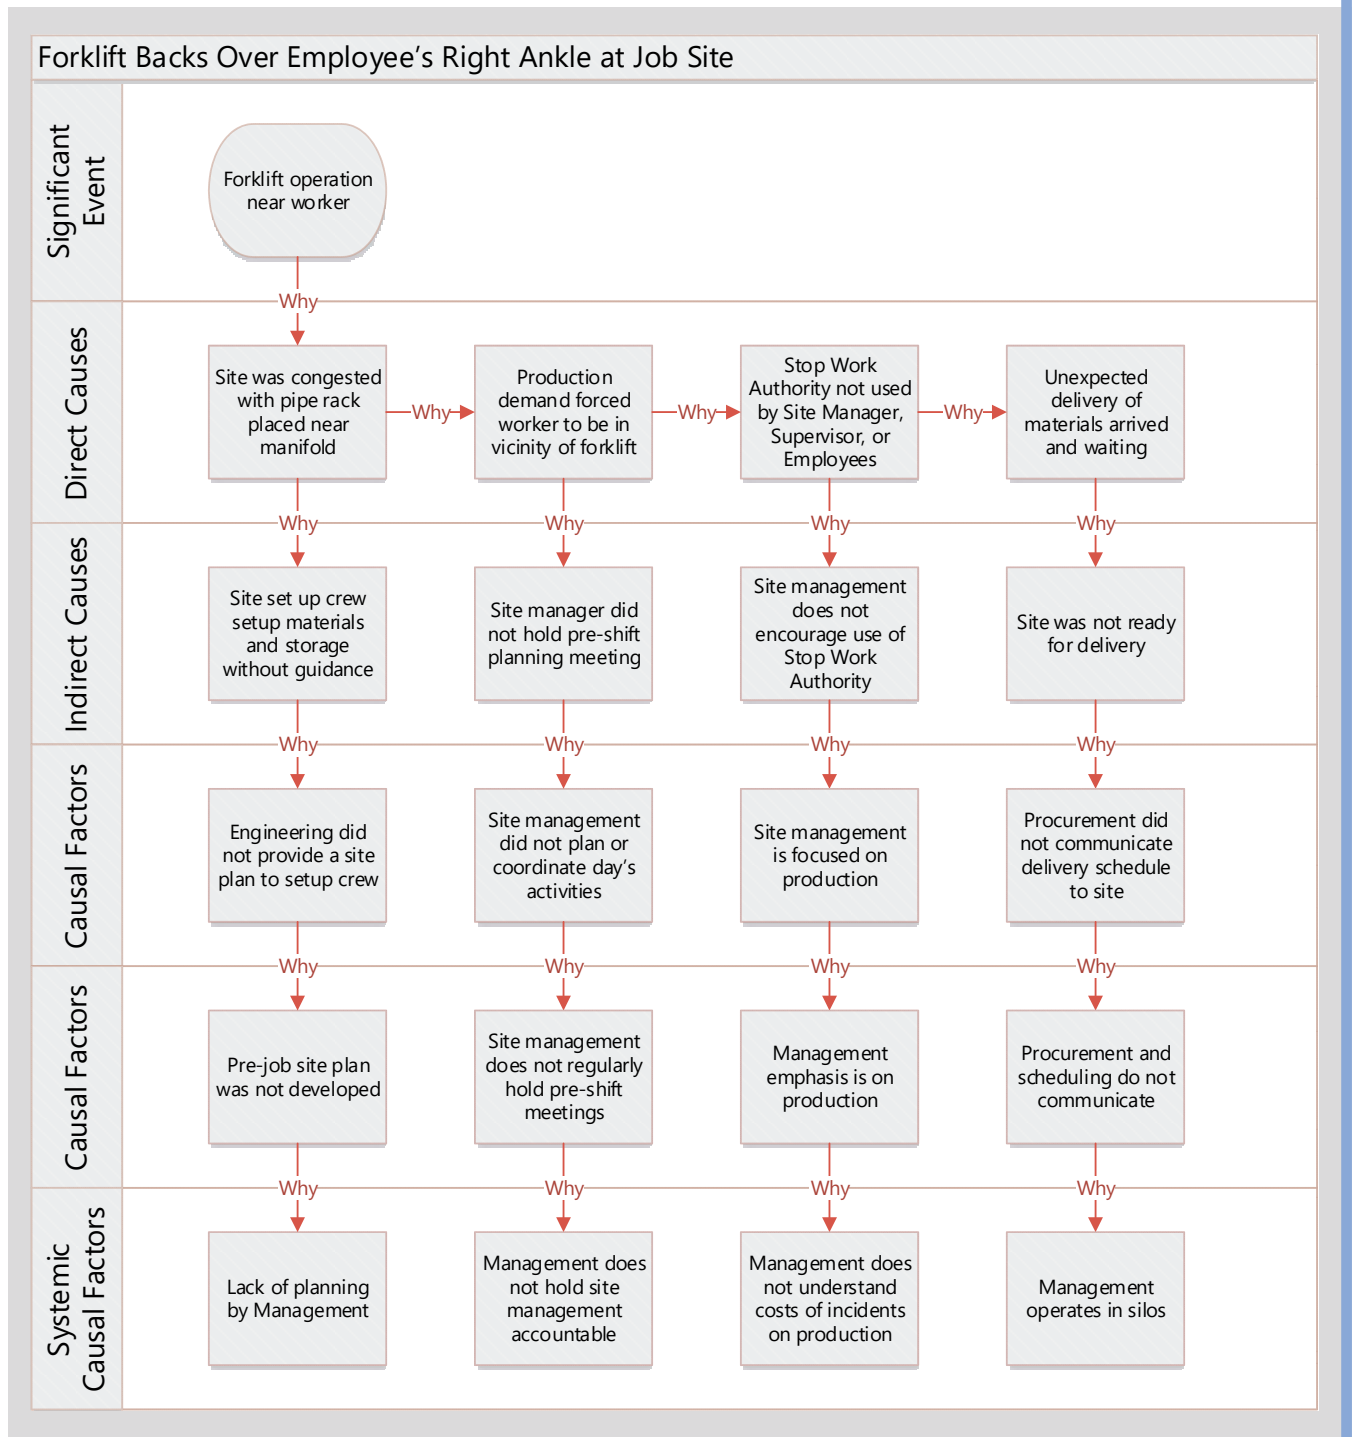 Forklift Backs Over Employee's Right Ankle at Job Site
Significant
Event
Forklift operation
near worker
Why
Direct Causes
Site was congested
with pipe rack
placed near
manifold
Why
Production
demand forced
worker to be in
vicinity of forklift
Why
Stop Work
Authority not used
by Site Manager,
Supervisor, or
Employees
Why
Unexpected
delivery of
materials arrived
and waiting
Why
Why
Why
Why
Indirect Causes
Site set up crew
setup materials
and storage
without guidance
Site manager did
not hold pre-shift
planning meeting
Site management
does not
encourage use of
Stop Work
Authority
Site was not ready
for delivery
Why
Why
Why
Why
Causal Factors
Engineering did
not provide a site
plan to setup crew
Site management
did not plan or
coordinate day's
activities
Site management
is focused on
production
Procurement did
not communicate
delivery schedule
to site
Why
Why
Why
Why
Causal Factors
Pre-job site plan
was not developed
Site management
does not regularly
hold pre-shift
meetings
Management
emphasis is on
production
Procurement and
scheduling do not
communicate
Why
Why
Why
Why
Systemic
Causal Factors
Lack of planning
by Management
Management does
not hold site
management
accountable
Management does
not understand
costs of incidents
on production
Management
operates in silos